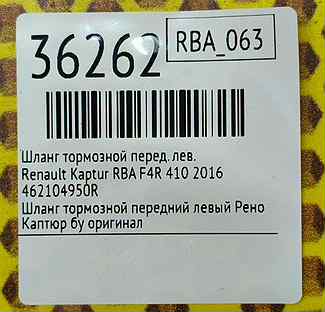 36262
RBA_063
Шланг тормозной перед. лев.
Renault Kaptur RBA F4R 410 2016
462104950R
Шланг тормозной передний левый Рено
Каптюр бу оригинал